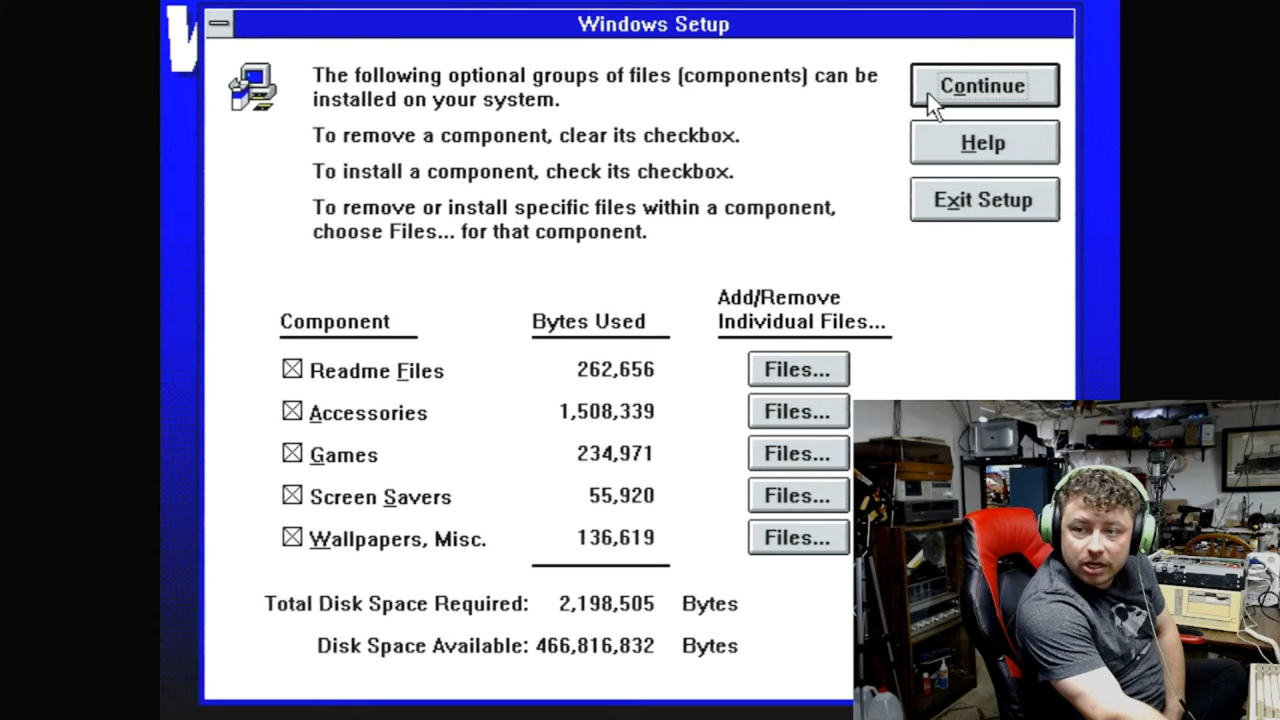 Windows Setup
The following optional groups of files (components) can be
installed on your system.
To remove a component, clear its checkbox.
To install a component, check its checkbox.
To remove or install specific files within a component,
choose Files... for that component.
Continue
Help
Exit Setup
Component Bytes Used Add/Remove
Individual Files...
Readme Files 262,656 Files...
Accessories 1,508,339 Files...
Games 234,971 Files...
Screen Savers 55,920 Files...
Wallpapers, Misc. 136,619 Files...
Total Disk Space Required: 2,198,505 Bytes
Disk Space Available: 466,816,832 Bytes